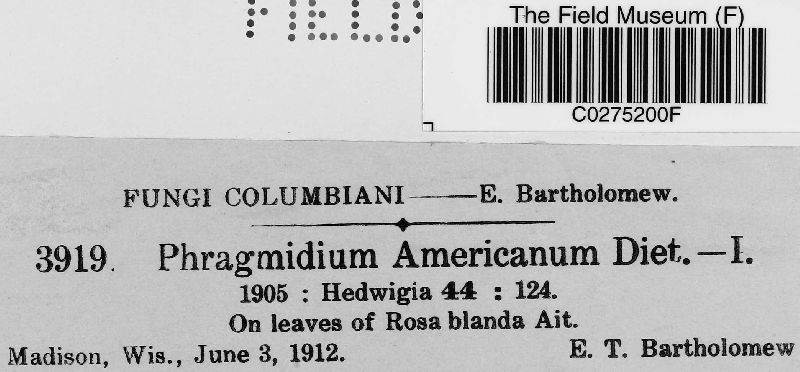 FIELD
The Field Museum (F)
C0275200F
FUNGI COLUMBIANI — E. Bartholomew.
3919. Phragmidium Americanum Diet.—I.
1905 : Hedwigia 44 : 124.
On leaves of Rosa blanda Ait.
Madison, Wis., June 3, 1912. E. T. Bartholomew